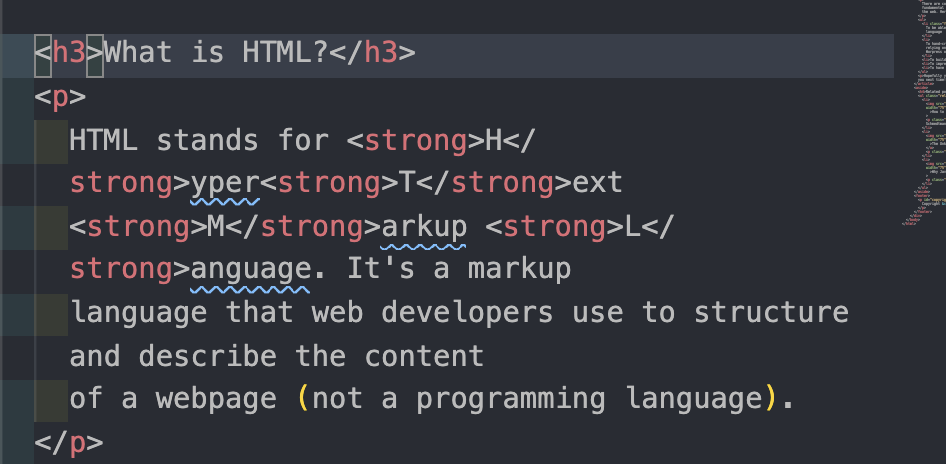 <h3>What is HTML?</h3>
<p>
HTML stands for <strong>H</
strong>yper<strong>T</strong>ext
<strong>M</strong>arkup <strong>L</
strong>anguage. It's a markup
language that web developers use to structure
and describe the content
of a webpage (not a programming language).
</p>